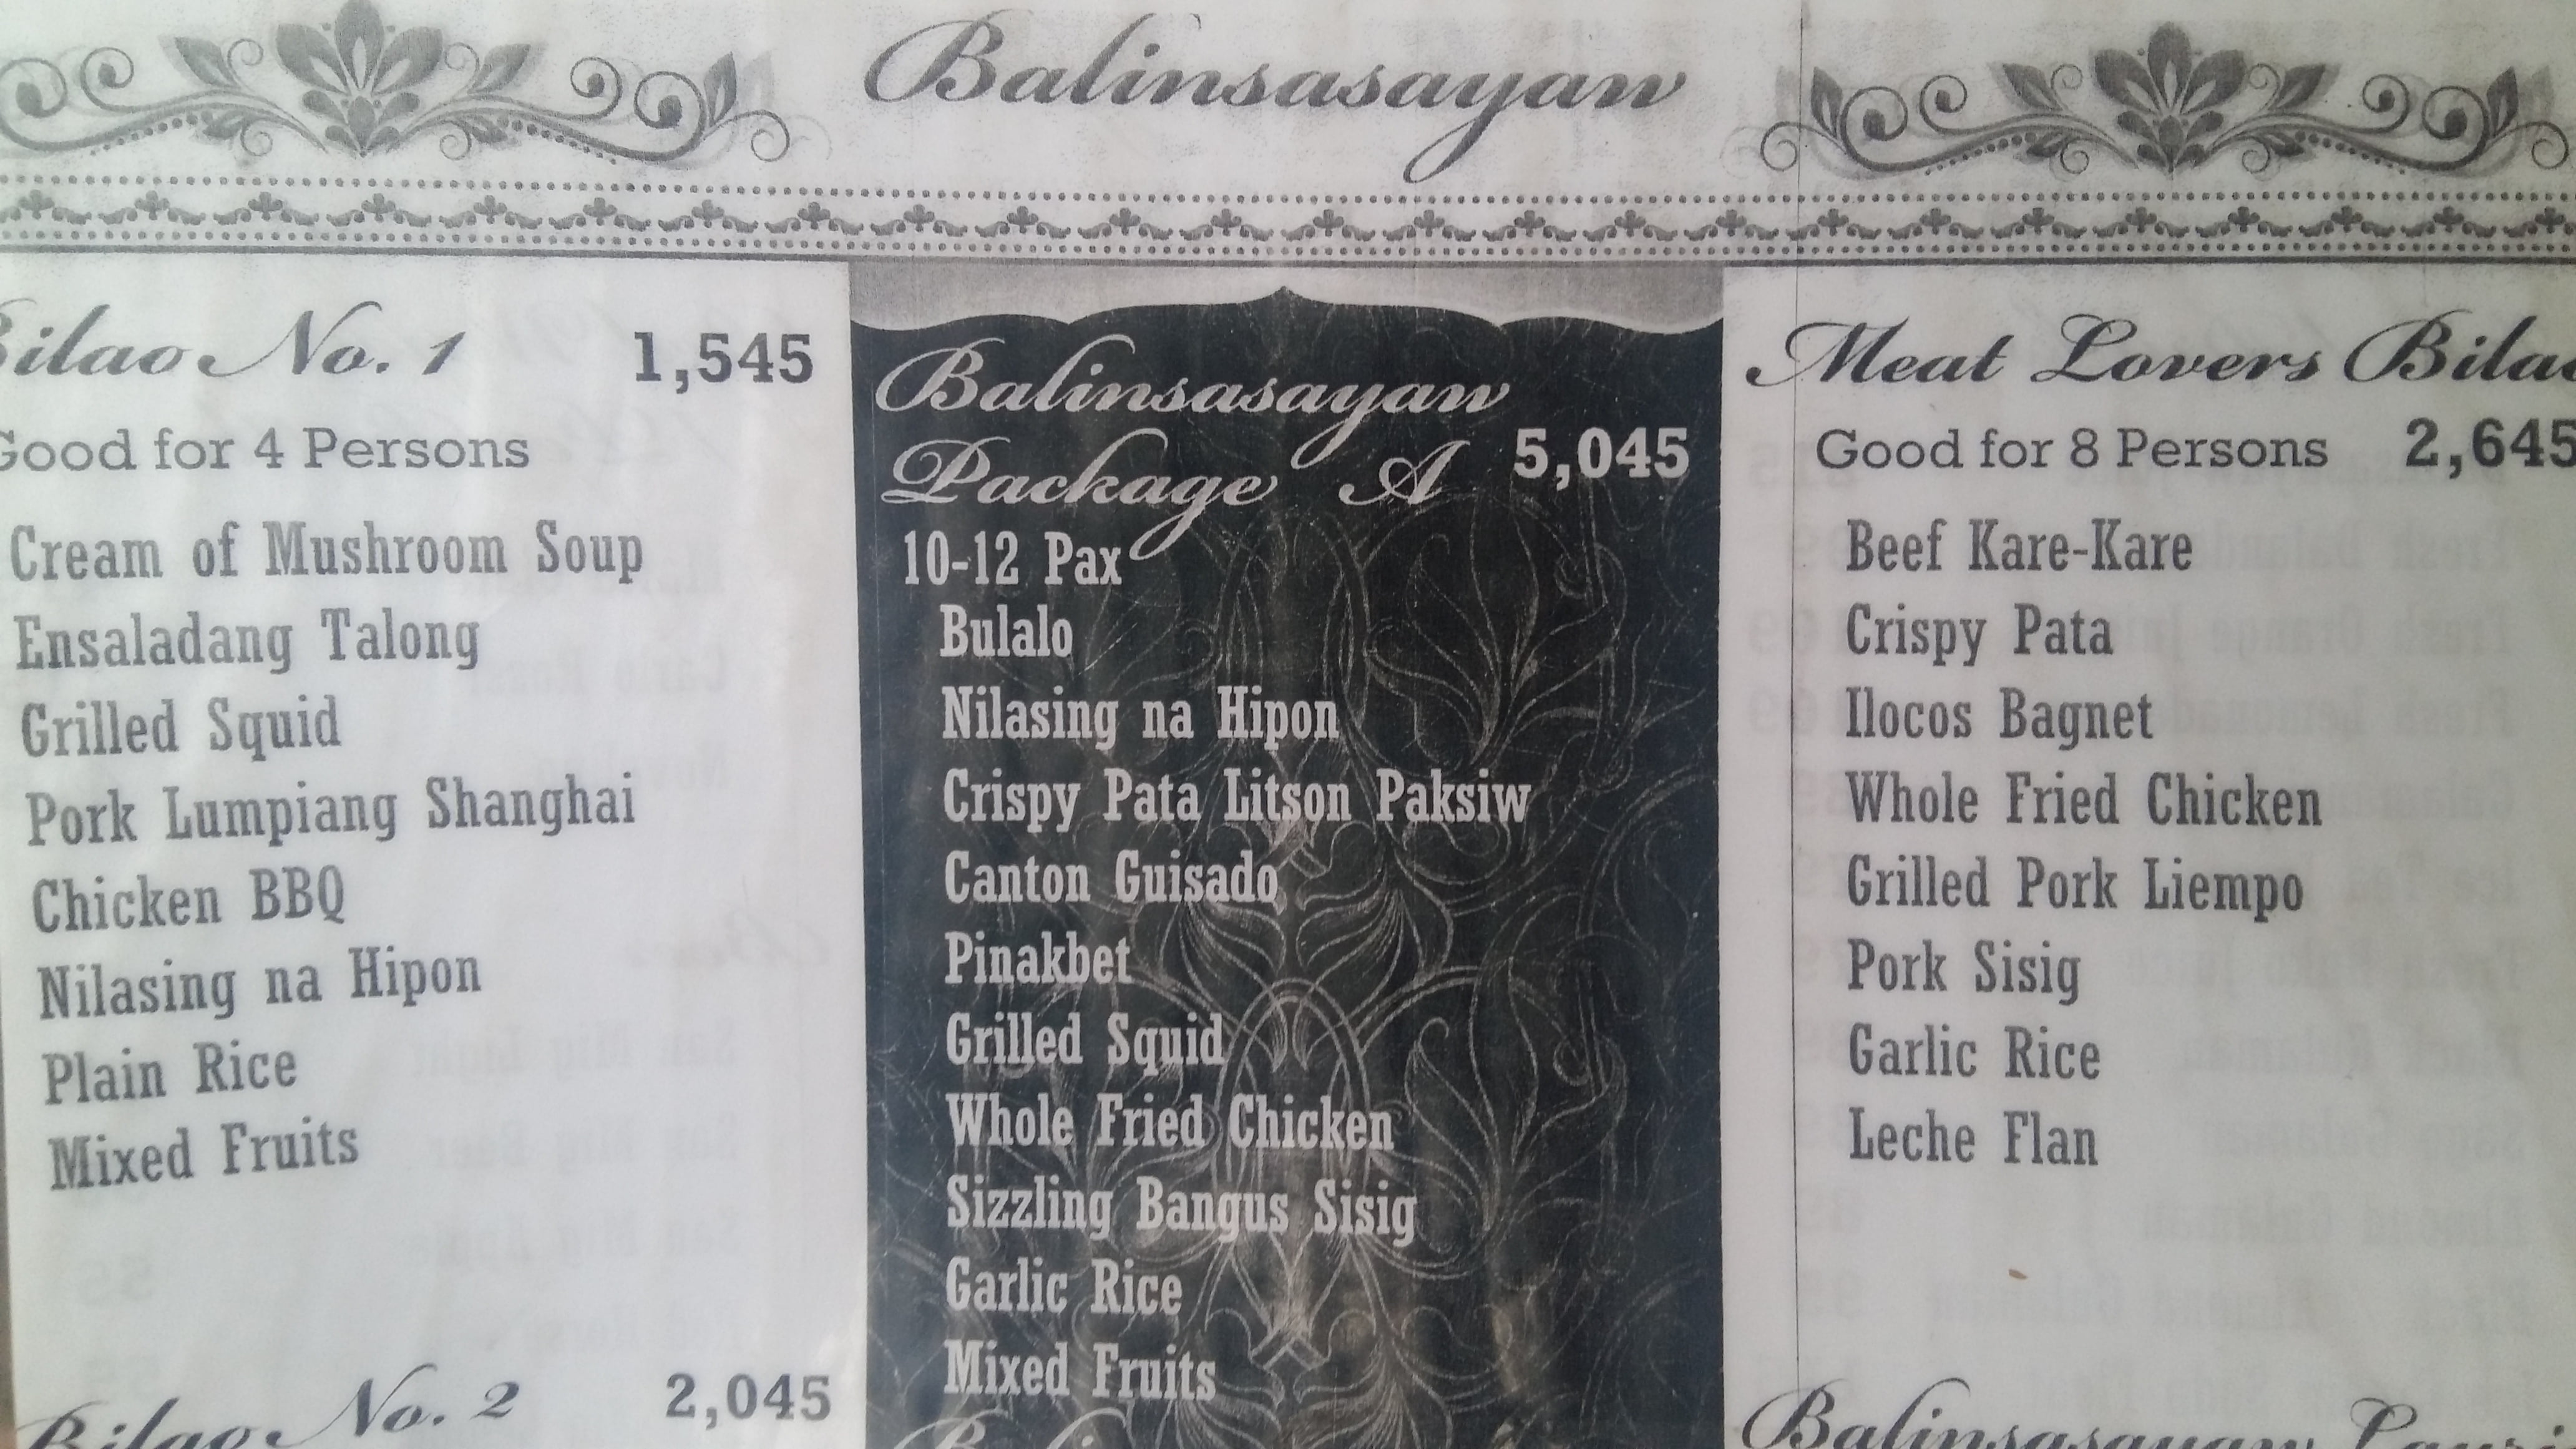 Balinsasayaw
Bilao No. 1 1,545
Good for 4 Persons
Cream of Mushroom Soup
Ensaladang Talong
Grilled Squid
Pork Lumpiang Shanghai
Chicken BBQ
Nilasing na Hipon
Plain Rice
Mixed Fruits
Bilao No. 2 2,045
Balinsasayaw
Package A 5,045
10-12 Pax
Bulalo
Nilasing na Hipon
Crispy Pata Litson Paksiw
Canton Guisado
Pinakbet
Grilled Squid
Whole Fried Chicken
Sizzling Bangus Sisig
Garlic Rice
Mixed Fruits
Meat Lovers Bilao
Good for 8 Persons 2,645
Beef Kare-Kare
Crispy Pata
Ilocos Bagnet
Whole Fried Chicken
Grilled Pork Liempo
Pork Sisig
Garlic Rice
Leche Flan
Balinsasayaw